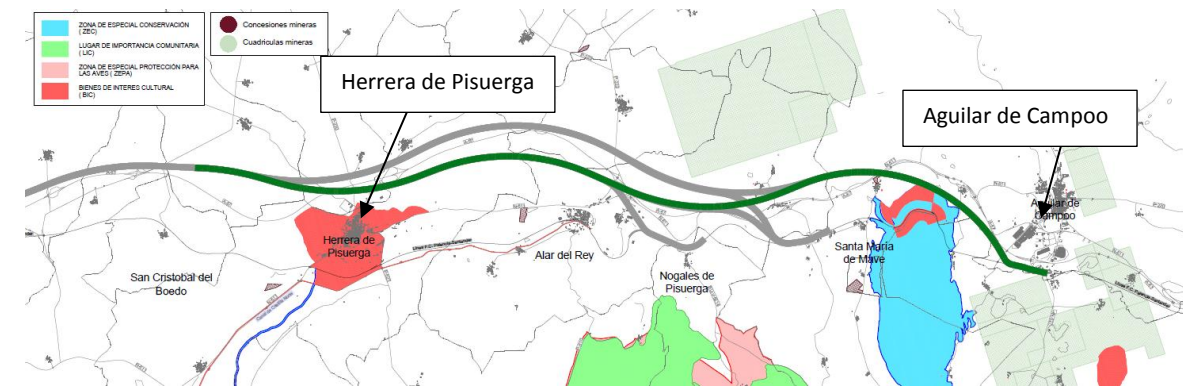 ZONA DE ESPECIAL CONSERVACIÓN
( ZEC)
LUGAR DE IMPORTANCIA COMUNITARIA
( LIC)
ZONA DE ESPECIAL PROTECCIÓN PARA
LAS AVES ( ZEPA)
BIENES DE INTERES CULTURAL
( BIC)
Concesiones mineras
Cuadrículas mineras
Herrera de Pisuerga
Aguilar de Campoo
Aguilar de
Campoo
Herrera de
Pisuerga
Alar del Rey
Santa María
de Mave
San Cristobal del
Boedo
Nogales de
Pisuerga